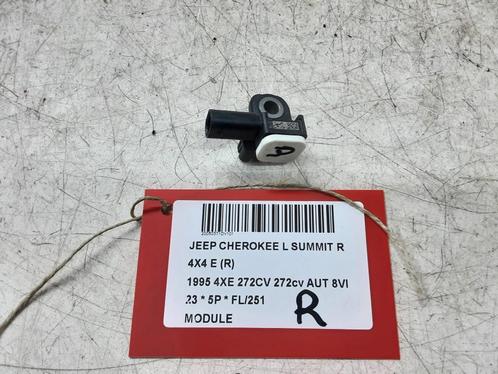 R
JEEP CHEROKEE L SUMMIT R
4X4 E (R)
1995 4XE 272CV 272cv AUT 8VI
23 * 5P * FL/251
MODULE
R